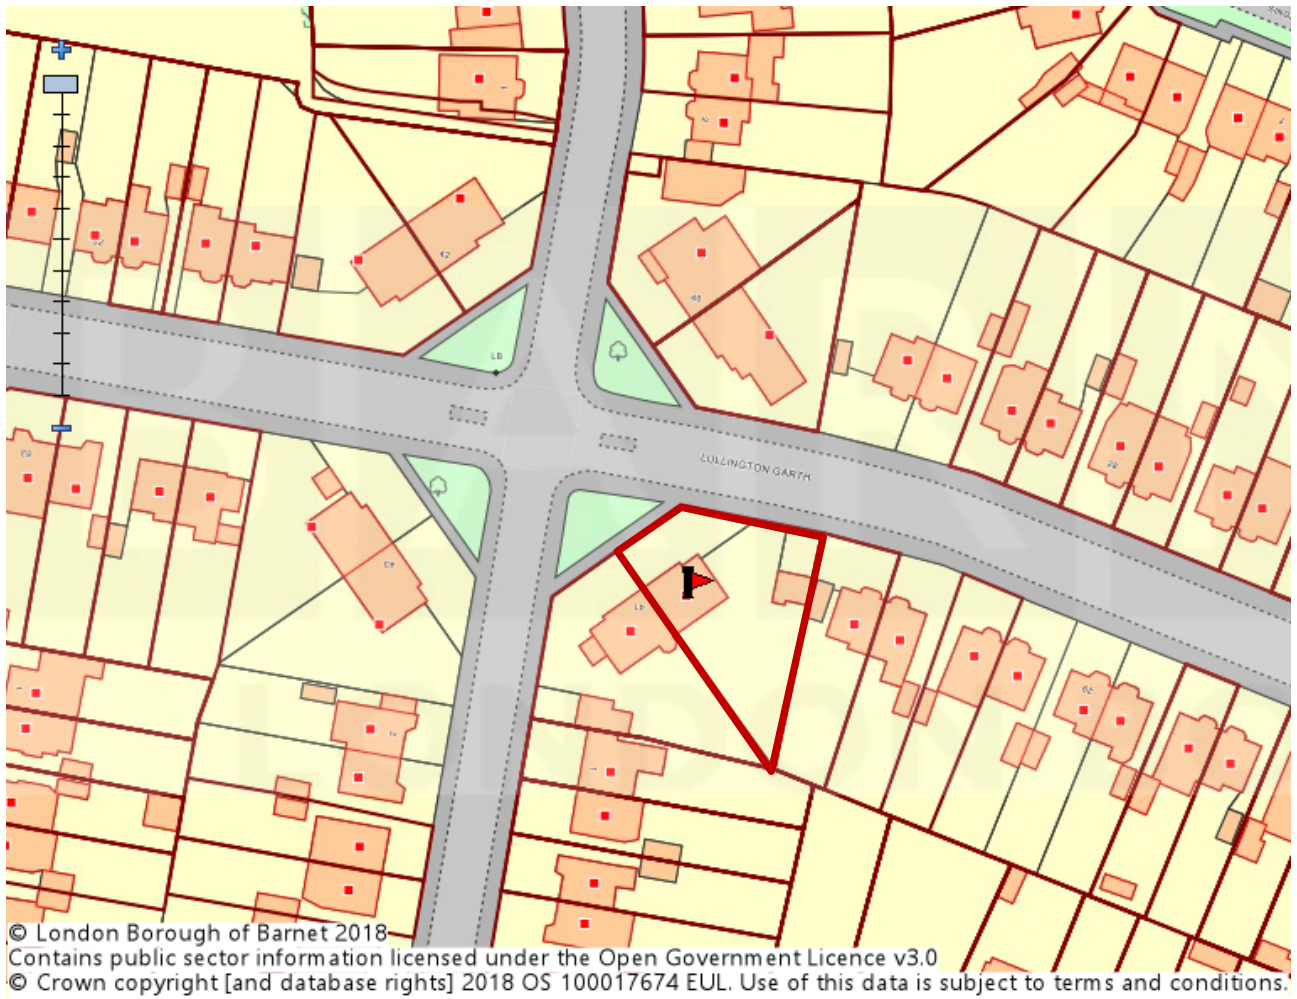 42
LB
LULLINGTON GARTH
© London Borough of Barnet 2018
Contains public sector information licensed under the Open Government Licence v3.0
© Crown copyright [and database rights] 2018 OS 100017674 EUL. Use of this data is subject to terms and conditions.